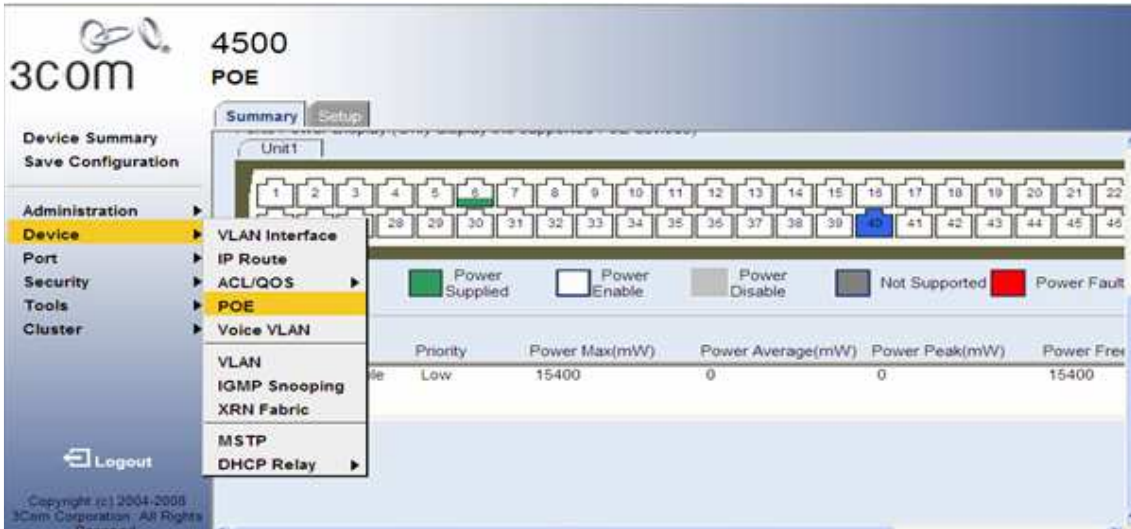 3COM
4500
POE
Summary
Setup
Device Summary
Save Configuration
Administration
Device
Port
Security
Tools
Cluster
Logout
Copyright (c) 2004-2008
3Com Corporation. All Rights
Unit1
1 2 3 4 5 6 7 8 9 10 11 12 13 14 15 16 17 18 19 20 21 22
28 29 30 31 32 33 34 35 36 37 38 39 40 41 42 43 44 45 46
VLAN Interface
IP Route
ACL/QOS
POE
Voice VLAN
VLAN
IGMP Snooping
XRN Fabric
MSTP
DHCP Relay
Power Supplied
Power Enable
Power Disable
Not Supported
Power Fault
Priority Power Max(mW) Power Average(mW) Power Peak(mW) Power Free
Low 15400 0 0 15400